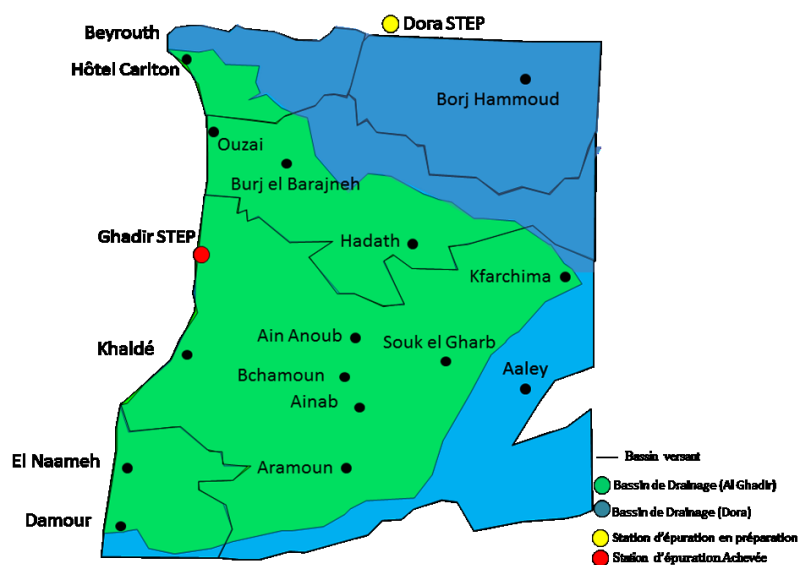 Dora STEP
Beyrouth
Hôtel Carlton
Borj Hammoud
Ouzai
Burj el Barajneh
Ghadir STEP
Hadath
Kfarchima
Ain Anoub
Souk el Gharb
Khaldé
Aaley
Bchamoun
Ainab
El Naameh
Aramoun
Damour
Bassin versant
Bassin de Drainage (Al Ghadir)
Bassin de Drainage (Dora)
Station d'épuration en préparation
Station d'épuration Achevée